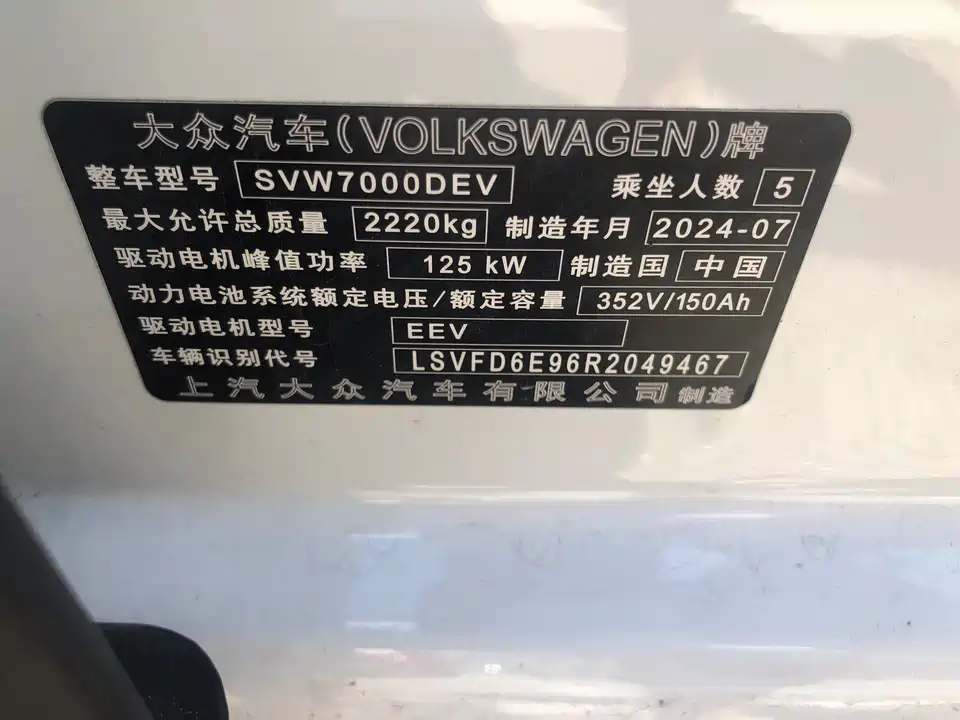 大众汽车(VOLKSWAGEN)牌
整车型号 SVW7000DEV 乘坐人数 5
最大允许总质量 2220kg 制造年月 2024-07
驱动电机峰值功率 125 kW 制造国 中国
动力电池系统额定电压/额定容量 352V/150Ah
驱动电机型号 EEV
车辆识别代号 LSVFD6E96R2049467
上汽大众汽车有限公司 制造